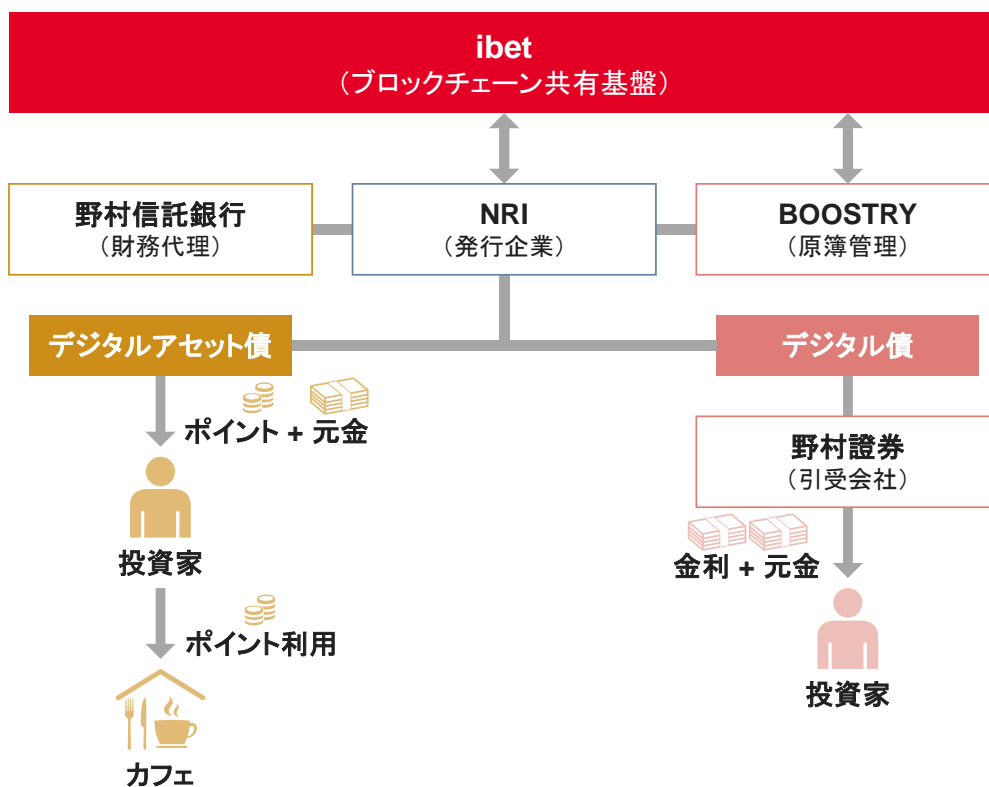 ibet
（ブロックチェーン共有基盤）
野村信託銀行
（財務代理）
NRI
（発行企業）
BOOSTRY
（原簿管理）
デジタルアセット債
デジタル債
ポイント + 元金
野村證券
（引受会社）
投資家
金利 + 元金
ポイント利用
投資家
カフェ